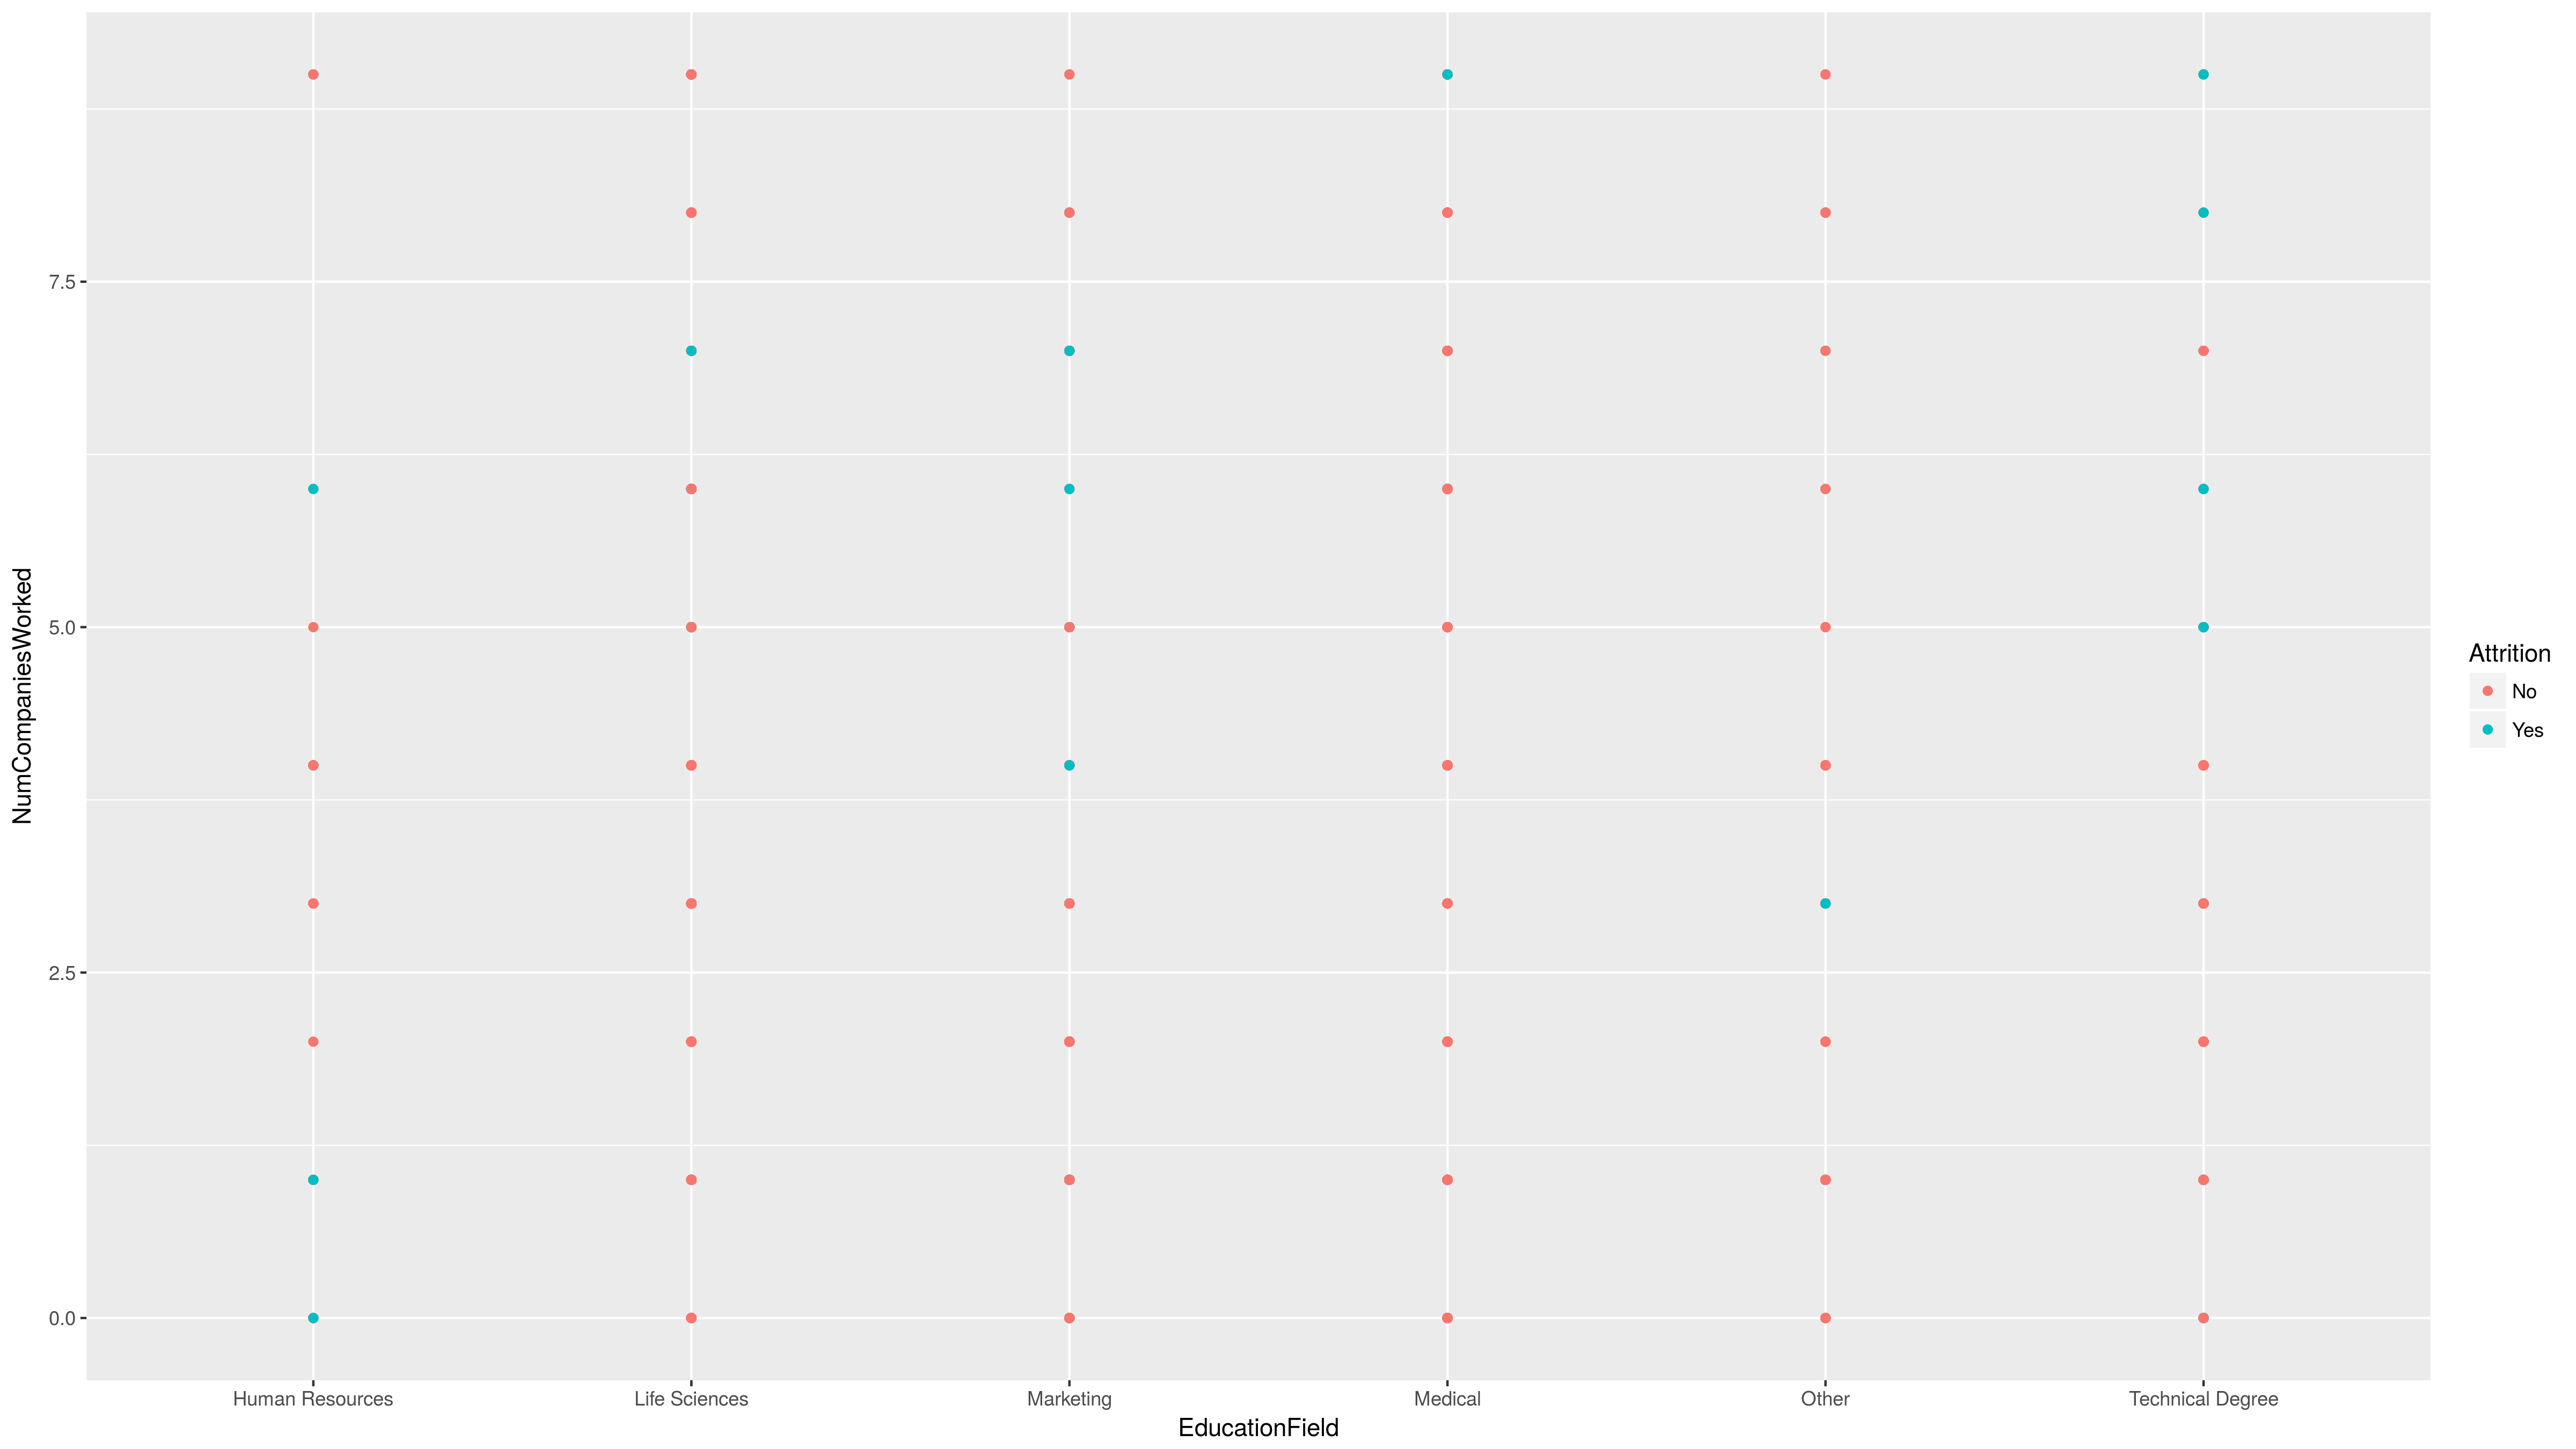 7.5
5.0
2.5
0.0
NumCompaniesWorked
Human Resources
Life Sciences
Marketing
Medical
Other
Technical Degree
EducationField
Attrition
No
Yes